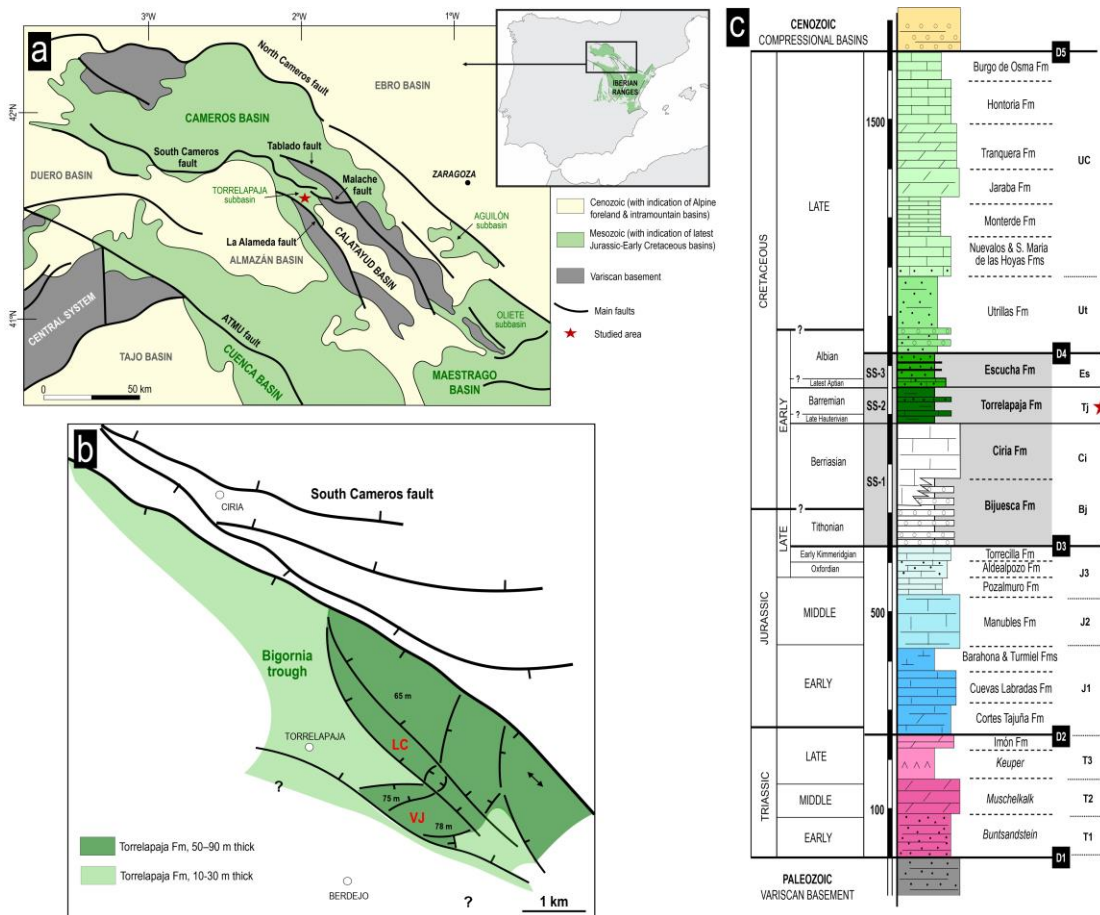 a
3ºW
2ºW
1ºW
42ºN
41ºN
North Cameros fault
EBRO BASIN
CAMEROS BASIN
South Cameros
fault
Tablado fault
Malache
fault
DUERO BASIN
TORRELAPAJA
subbasin
ZARAGOZA
AGUILÓN
subbasin
La Alameda fault
ALMAZÁN BASIN
CALATAYUD BASIN
CENTRAL SYSTEM
ATMU fault
OLIETE
subbasin
TAJO BASIN
CUENCA BASIN
MAESTRAGO
BASIN
0 50 km
IBERIAN
RANGES
Cenozoic (with indication of Alpine
foreland & intramountain basins)
Mesozoic (with indication of latest
Jurassic-Early Cretaceous basins)
Variscan basement
Main faults
Studied area
b
South Cameros fault
CIRIA
Bigornia
trough
65 m
TORRELAPAJA
LC
75 m
VJ
78 m
?
Torrelapaja Fm, 50–90 m thick
Torrelapaja Fm, 10-30 m thick
BERDEJO
?
1 km
c
CENOZOIC
COMPRESSIONAL BASINS
D5
Burgo de Osma Fm
1500
Hontoria Fm
Tranquera Fm
UC
Jaraba Fm
LATE
Monterde Fm
CRETACEOUS
Nuevalos & S. Maria
de las Hoyas Fms
Utrillas Fm
Ut
?
Albian
D4
SS-3
Escucha Fm
Es
?
Latest Aptian
EARLY
Barremian
SS-2
Torrelapaja Fm
Tj
?
Late Hauterivian
Ciria Fm
Ci
Berriasian
SS-1
Bijuesca Fm
Bj
?
LATE
Tithonian
D3
Early Kimmeridgian
Torrecilla Fm
Oxfordian
Aldealpozo Fm
J3
Pozalmuro Fm
JURASSIC
MIDDLE
500
Manubles Fm
J2
Barahona & Turmiel Fms
EARLY
Cuevas Labradas Fm
J1
Cortes Tajuña Fm
D2
Imón Fm
LATE
Keuper
T3
TRIASSIC
MIDDLE
Muschelkalk
T2
100
EARLY
Buntsandstein
T1
D1
PALEOZOIC
VARISCAN BASEMENT